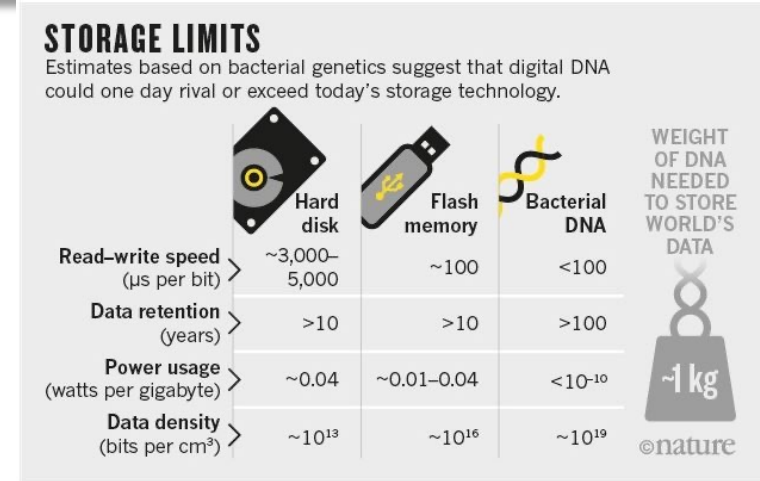 STORAGE LIMITS
Estimates based on bacterial genetics suggest that digital DNA
could one day rival or exceed today's storage technology.
Hard
disk
Flash
memory
Bacterial
DNA
Read–write speed
(µs per bit)
~3,000–
5,000
~100
<100
Data retention
(years)
>10
>10
>100
Power usage
(watts per gigabyte)
~0.04
~0.01–0.04
<10⁻¹⁰
Data density
(bits per cm³)
~10¹³
~10¹⁶
~10¹⁹
WEIGHT
OF DNA
NEEDED
TO STORE
WORLD'S
DATA
~1 kg
©nature